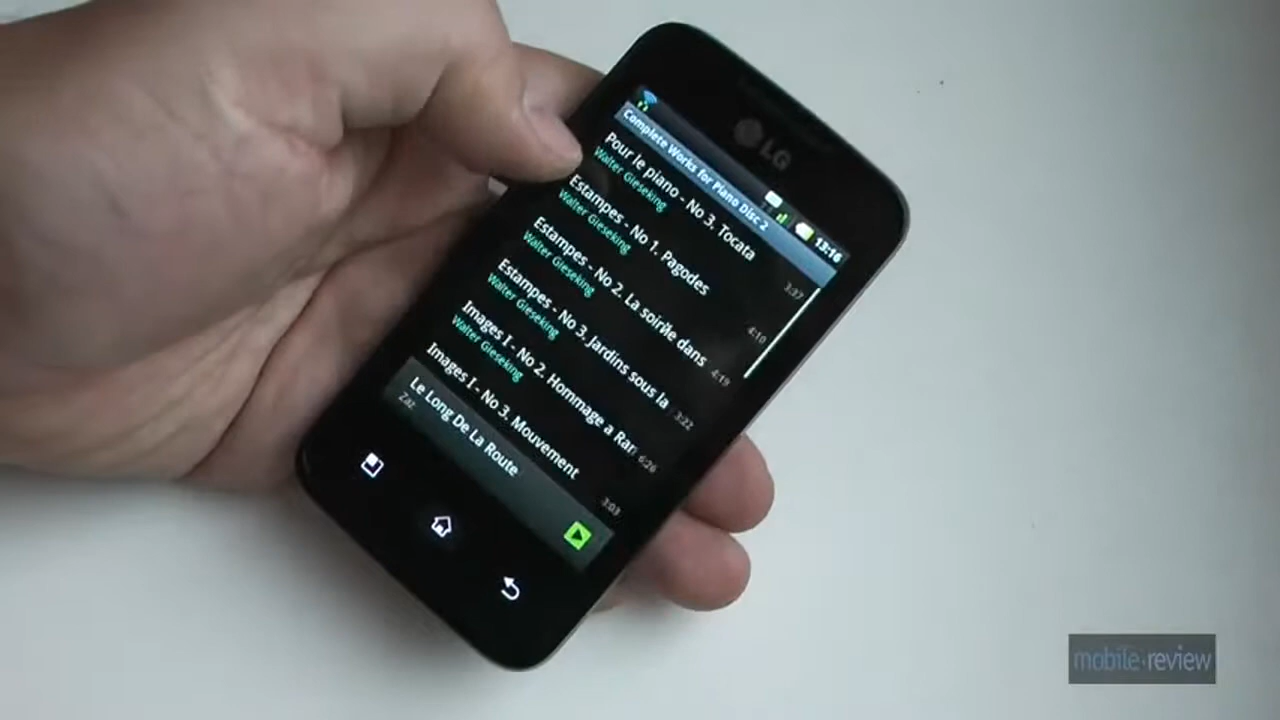 LG
13:16
Complete Works for Piano Disc 2
Pour le piano - No 3. Tocata
Walter Gieseking
3:37
Estampes - No 1. Pagodes
Walter Gieseking
4:10
Estampes - No 2. La soirïle dans
Walter Gieseking
4:19
Estampes - No 3. Jardins sous la
Walter Gieseking
3:22
Images I - No 2. Hommage a Ran
Walter Gieseking
6:26
Images I - No 3. Mouvement
3:03
Le Long De La Route
Zaz
mobile-review